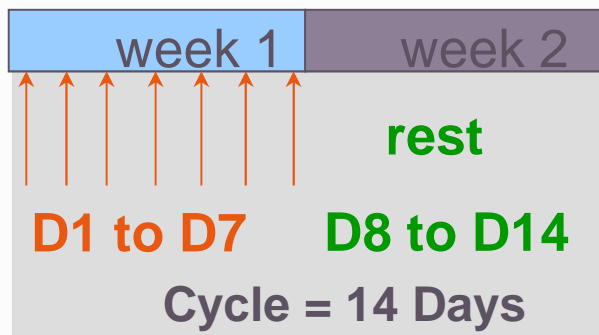 week 1 week 2
rest
D1 to D7 D8 to D14
Cycle = 14 Days